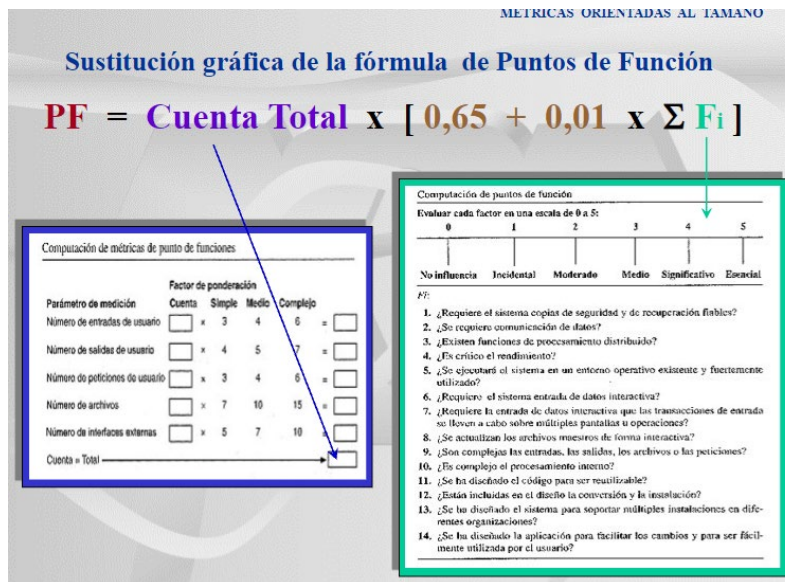 METRICAS ORIENTADAS AL TAMAÑO
Sustitución gráfica de la fórmula de Puntos de Función
PF = Cuenta Total x [ 0,65 + 0,01 x Σ Fi ]
Computación de métricas de punto de funciones
Factor de ponderación
Parámetro de medición Cuenta Simple Medio Complejo
Número de entradas de usuario x 3 4 6 =
Número de salidas de usuario x 4 5 7 =
Número de peticiones de usuario x 3 4 6 =
Número de archivos x 7 10 15 =
Número de interfaces externas x 5 7 10 =
Cuenta = Total
Computación de puntos de función
Evaluar cada factor en una escala de 0 a 5:
0 1 2 3 4 5
No influencia Incidental Moderado Medio Significativo Esencial
Fi:
1. ¿Requiere el sistema copias de seguridad y de recuperación fiables?
2. ¿Se requiere comunicación de datos?
3. ¿Existen funciones de procesamiento distribuido?
4. ¿Es crítico el rendimiento?
5. ¿Se ejecutará el sistema en un entorno operativo existente y fuertemente
utilizado?
6. ¿Requiere el sistema entrada de datos interactiva?
7. ¿Requiere la entrada de datos interactiva que las transacciones de entrada
se lleven a cabo sobre múltiples pantallas u operaciones?
8. ¿Se actualizan los archivos maestros de forma interactiva?
9. ¿Son complejas las entradas, las salidas, los archivos o las peticiones?
10. ¿Es complejo el procesamiento interno?
11. ¿Se ha diseñado el código para ser reutilizable?
12. ¿Están incluidas en el diseño la conversión y la instalación?
13. ¿Se ha diseñado el sistema para soportar múltiples instalaciones en dife-
rentes organizaciones?
14. ¿Se ha diseñado la aplicación para facilitar los cambios y para ser fácil-
mente utilizada por el usuario?